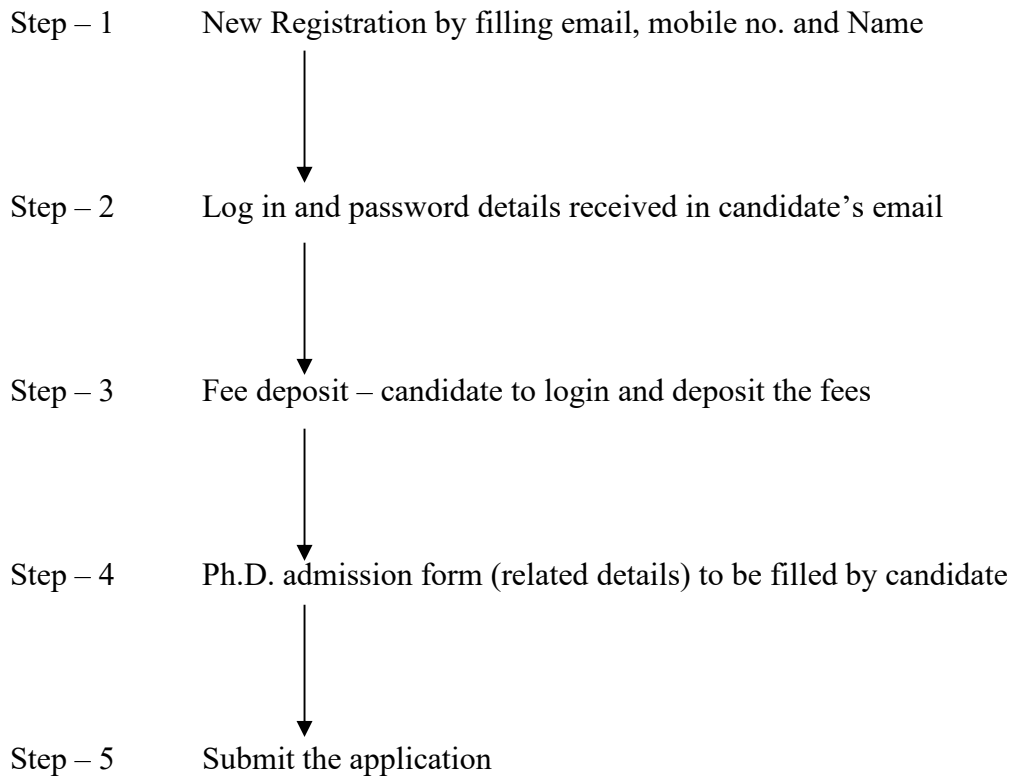 Step – 1 New Registration by filling email, mobile no. and Name
Step – 2 Log in and password details received in candidate’s email
Step – 3 Fee deposit – candidate to login and deposit the fees
Step – 4 Ph.D. admission form (related details) to be filled by candidate
Step – 5 Submit the application